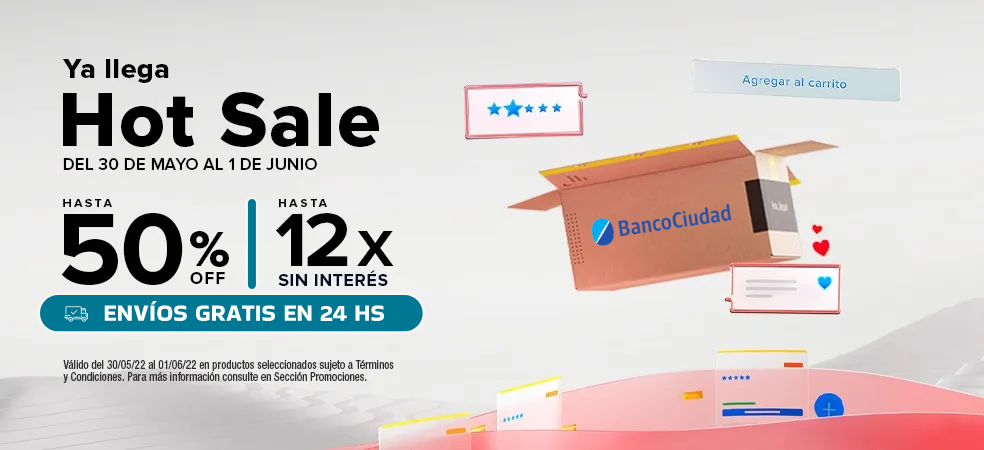 Ya llega
Hot Sale
DEL 30 DE MAYO AL 1 DE JUNIO
HASTA
50% OFF
HASTA
12x
SIN INTERÉS
ENVÍOS GRATIS EN 24 HS
Válido del 30/05/22 al 01/06/22 en productos seleccionados sujeto a Términos
y Condiciones. Para más información consulte en Sección Promociones.
Agregar al carrito
BancoCiudad